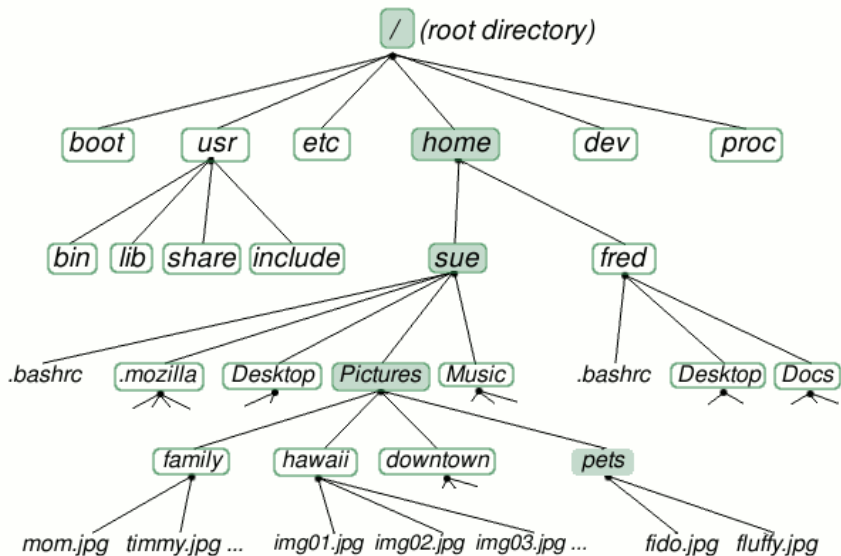 / (root directory)
boot usr etc home dev proc
bin lib share include sue fred
.bashrc .mozilla Desktop Pictures Music .bashrc Desktop Docs
family hawaii downtown pets
mom.jpg timmy.jpg ... img01.jpg img02.jpg img03.jpg ... fido.jpg fluffy.jpg